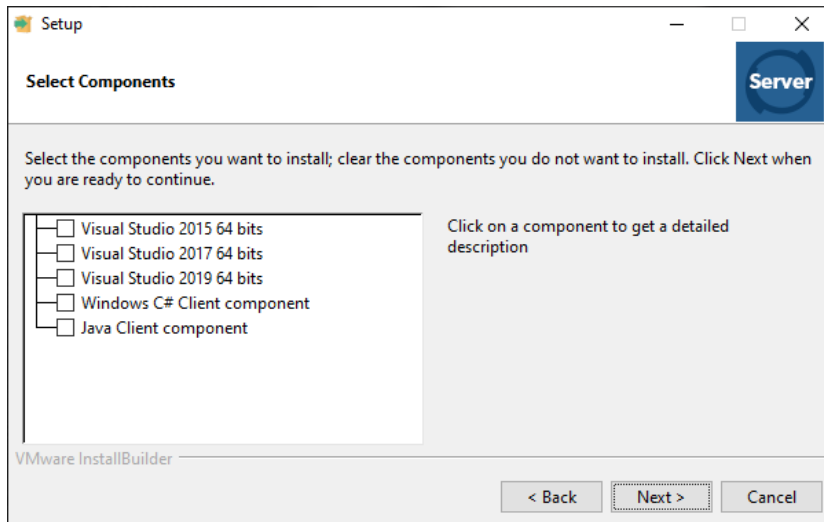 Setup
Select Components
Server
Select the components you want to install; clear the components you do not want to install. Click Next when
you are ready to continue.
Visual Studio 2015 64 bits
Visual Studio 2017 64 bits
Visual Studio 2019 64 bits
Windows C# Client component
Java Client component
Click on a component to get a detailed
description
VMware InstallBuilder
< Back
Next >
Cancel